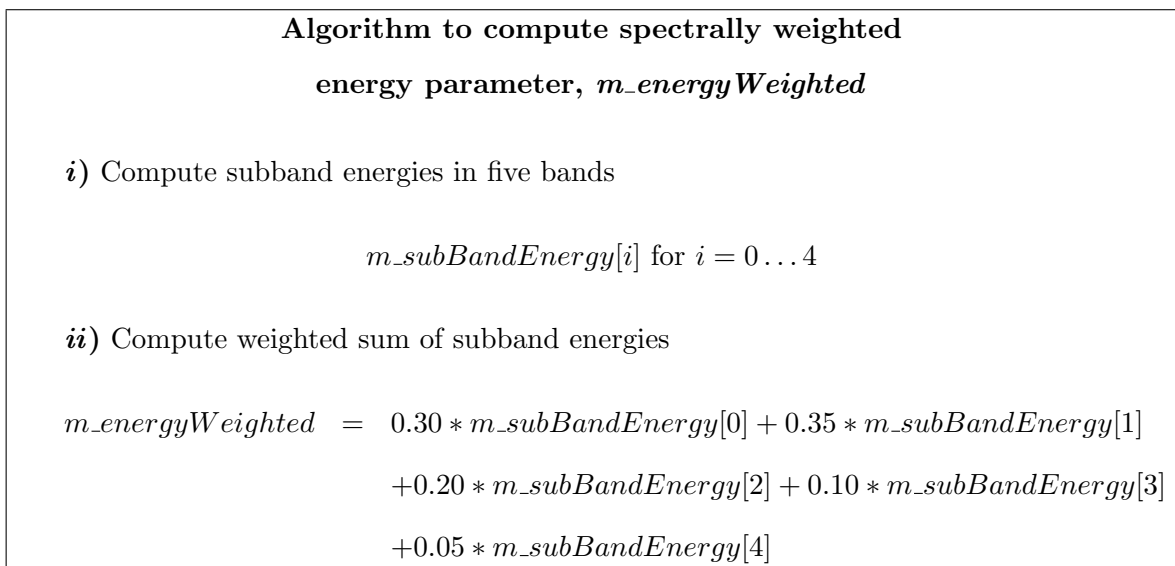 Algorithm to compute spectrally weighted
energy parameter, m_energyWeighted
i) Compute subband energies in five bands
m_subBandEnergy[i] for i = 0 . . . 4
ii) Compute weighted sum of subband energies
m_energyWeighted = 0.30 * m_subBandEnergy[0] + 0.35 * m_subBandEnergy[1]
+0.20 * m_subBandEnergy[2] + 0.10 * m_subBandEnergy[3]
+0.05 * m_subBandEnergy[4]